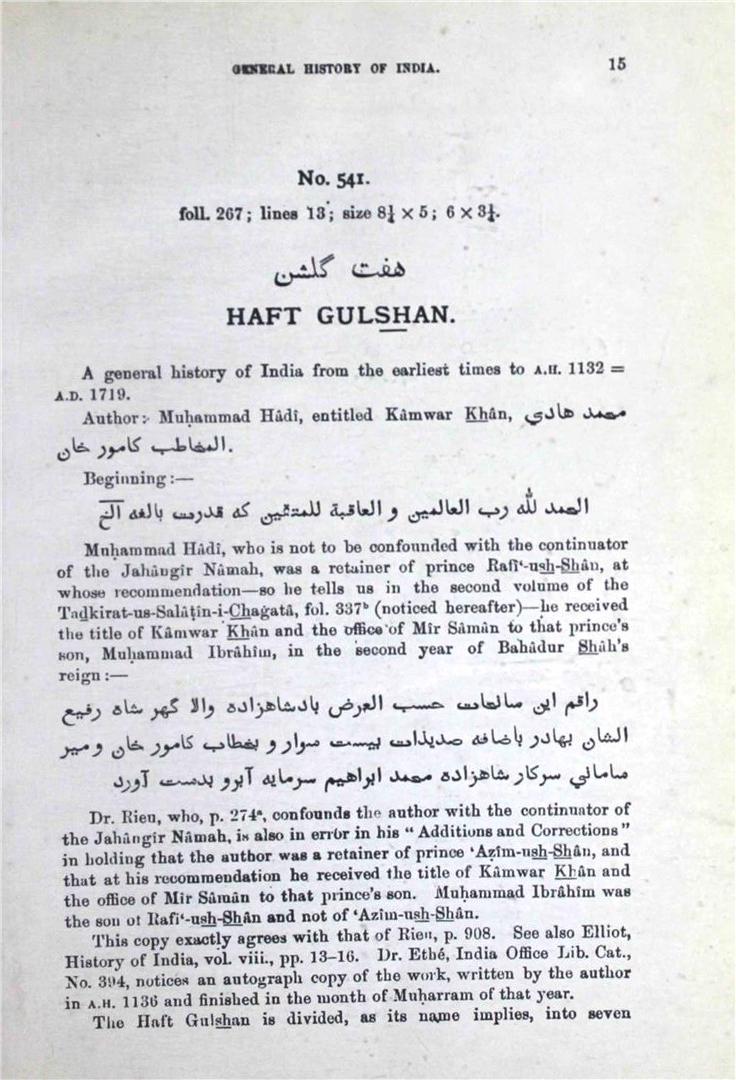 GENERAL HISTORY OF INDIA. 15
No. 541.
foll. 267; lines 13; size 8¼ × 5; 6 × 3¼.
هفت گلشن
HAFT GULSHAN.
A general history of India from the earliest times to A.H. 1132 =
A.D. 1719.
Author:- Muḥammad Hâdî, entitled Kâmwar Khân, محمد هادي
المخاطب كامور خان.
Beginning:—
الحمد لله رب العالمين و العاقبة للمتقين كه قدرت بالغه الخ
Muḥammad Hâdî, who is not to be confounded with the continuator
of the Jahângîr Nâmah, was a retainer of prince Rafî‘-ush-Shân, at
whose recommendation—so he tells us in the second volume of the
Tadkirat-us-Salâṭîn-i-Chaġatâ, fol. 337ᵇ (noticed hereafter)—he received
the title of Kâmwar Khân and the office of Mîr Sâmân to that prince's
son, Muḥammad Ibrâhîm, in the second year of Bahâdur Shâh's
reign:—
راقم اين سالحات حسب العرض بادشاهزاده والا گهر شاه رفيع
الشان بهادر باضافه صديذات بيست سوار و بخطاب كامور خان و مير
ساماني سركار شاهزاده محمد ابراهيم سرمايه آبرو بدست آورد
Dr. Rieu, who, p. 274ᵃ, confounds the author with the continuator of
the Jahângîr Nâmah, is also in error in his “Additions and Corrections”
in holding that the author was a retainer of prince ‘Aẓîm-ush-Shân, and
that at his recommendation he received the title of Kâmwar Khân and
the office of Mîr Sâmân to that prince's son. Muḥammad Ibrâhîm was
the son of Rafî‘-ush-Shân and not of ‘Aẓîm-ush-Shân.
This copy exactly agrees with that of Rieu, p. 908. See also Elliot,
History of India, vol. viii., pp. 13–16. Dr. Ethé, India Office Lib. Cat.,
No. 394, notices an autograph copy of the work, written by the author
in A.H. 1136 and finished in the month of Muḥarram of that year.
The Haft Gulshan is divided, as its name implies, into seven